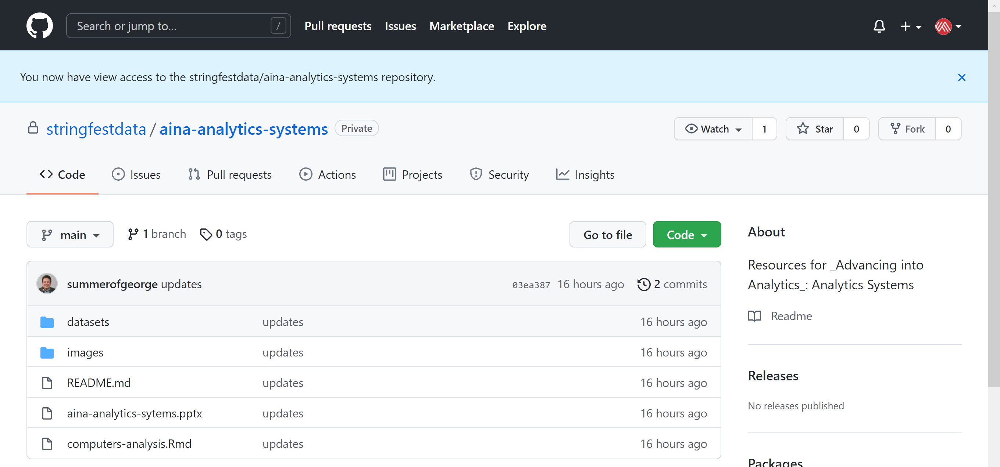 Search or jump to... /
Pull requests Issues Marketplace Explore
You now have view access to the stringfestdata/aina-analytics-systems repository.
stringfestdata / aina-analytics-systems Private
Watch 1 Star 0 Fork 0
Code Issues Pull requests Actions Projects Security Insights
main 1 branch 0 tags Go to file Code
summerofgeorge updates 03ea387 16 hours ago 2 commits
datasets updates 16 hours ago
images updates 16 hours ago
README.md updates 16 hours ago
aina-analytics-sytems.pptx updates 16 hours ago
computers-analysis.Rmd updates 16 hours ago
About
Resources for _Advancing into
Analytics_: Analytics Systems
Readme
Releases
No releases published
Packages